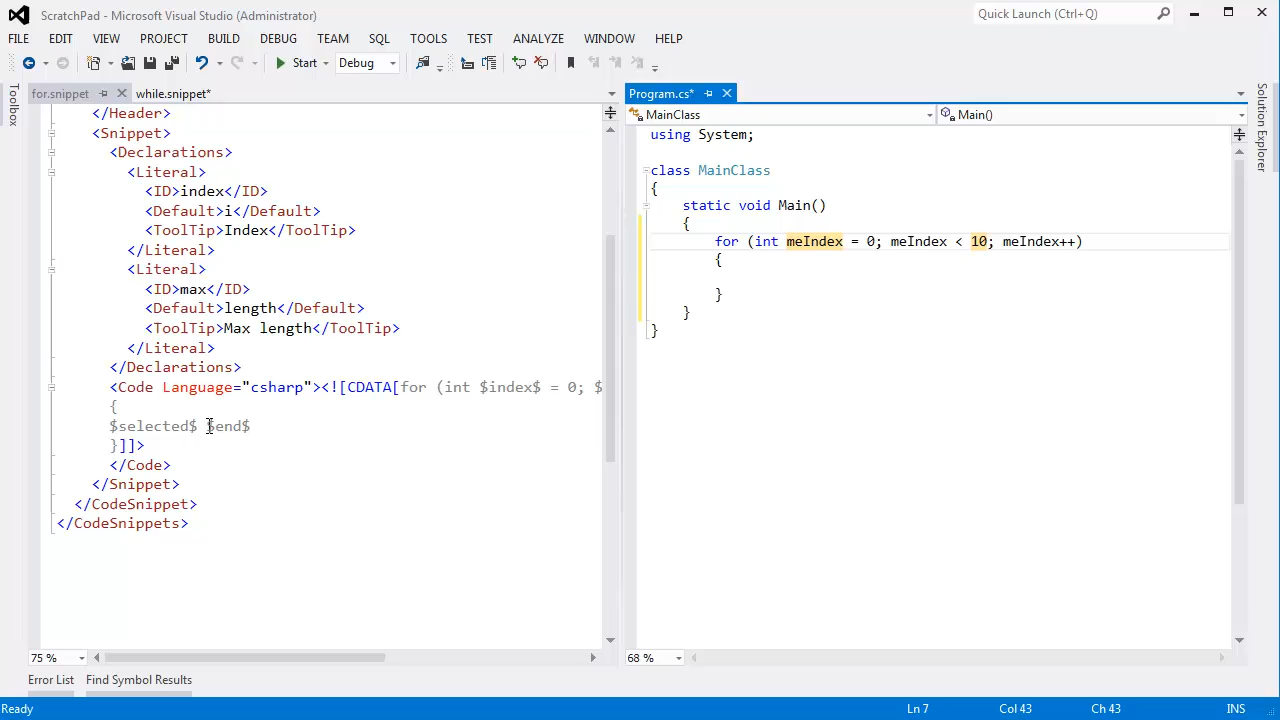 ScratchPad - Microsoft Visual Studio (Administrator)
Quick Launch (Ctrl+Q)
FILE EDIT VIEW PROJECT BUILD DEBUG TEAM SQL TOOLS TEST ANALYZE WINDOW HELP
Start Debug
Toolbox
for.snippet while.snippet*
</Header>
<Snippet>
<Declarations>
<Literal>
<ID>index</ID>
<Default>i</Default>
<ToolTip>Index</ToolTip>
</Literal>
<Literal>
<ID>max</ID>
<Default>length</Default>
<ToolTip>Max length</ToolTip>
</Literal>
</Declarations>
<Code Language="csharp"><![CDATA[for (int $index$ = 0; $
{
$selected$ $end$
}]]>
</Code>
</Snippet>
</CodeSnippet>
</CodeSnippets>
75 %
Program.cs*
MainClass Main()
using System;
class MainClass
{
static void Main()
{
for (int meIndex = 0; meIndex < 10; meIndex++)
{
}
}
}
68 %
Solution Explorer
Error List Find Symbol Results
Ready Ln 7 Col 43 Ch 43 INS